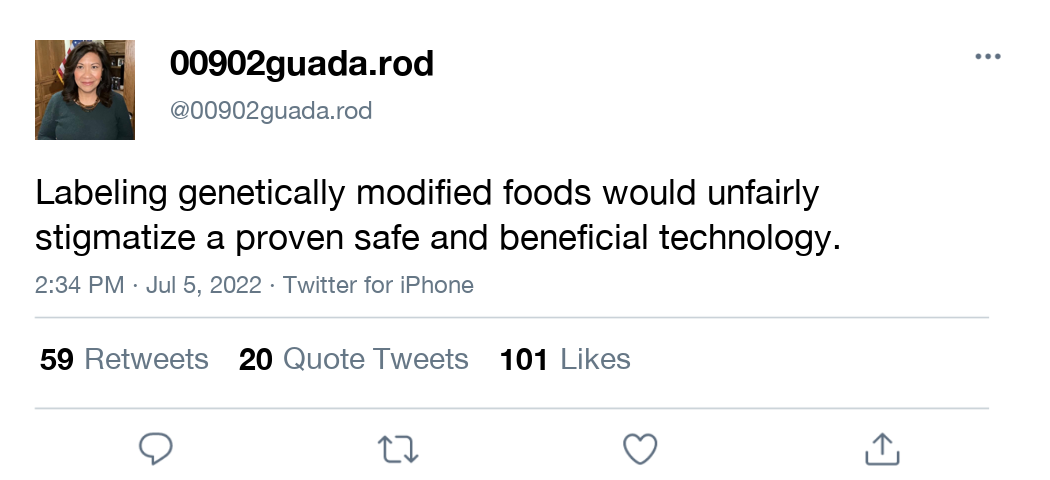 00902guada.rod
@00902guada.rod
Labeling genetically modified foods would unfairly
stigmatize a proven safe and beneficial technology.
2:34 PM · Jul 5, 2022 · Twitter for iPhone
59 Retweets 20 Quote Tweets 101 Likes